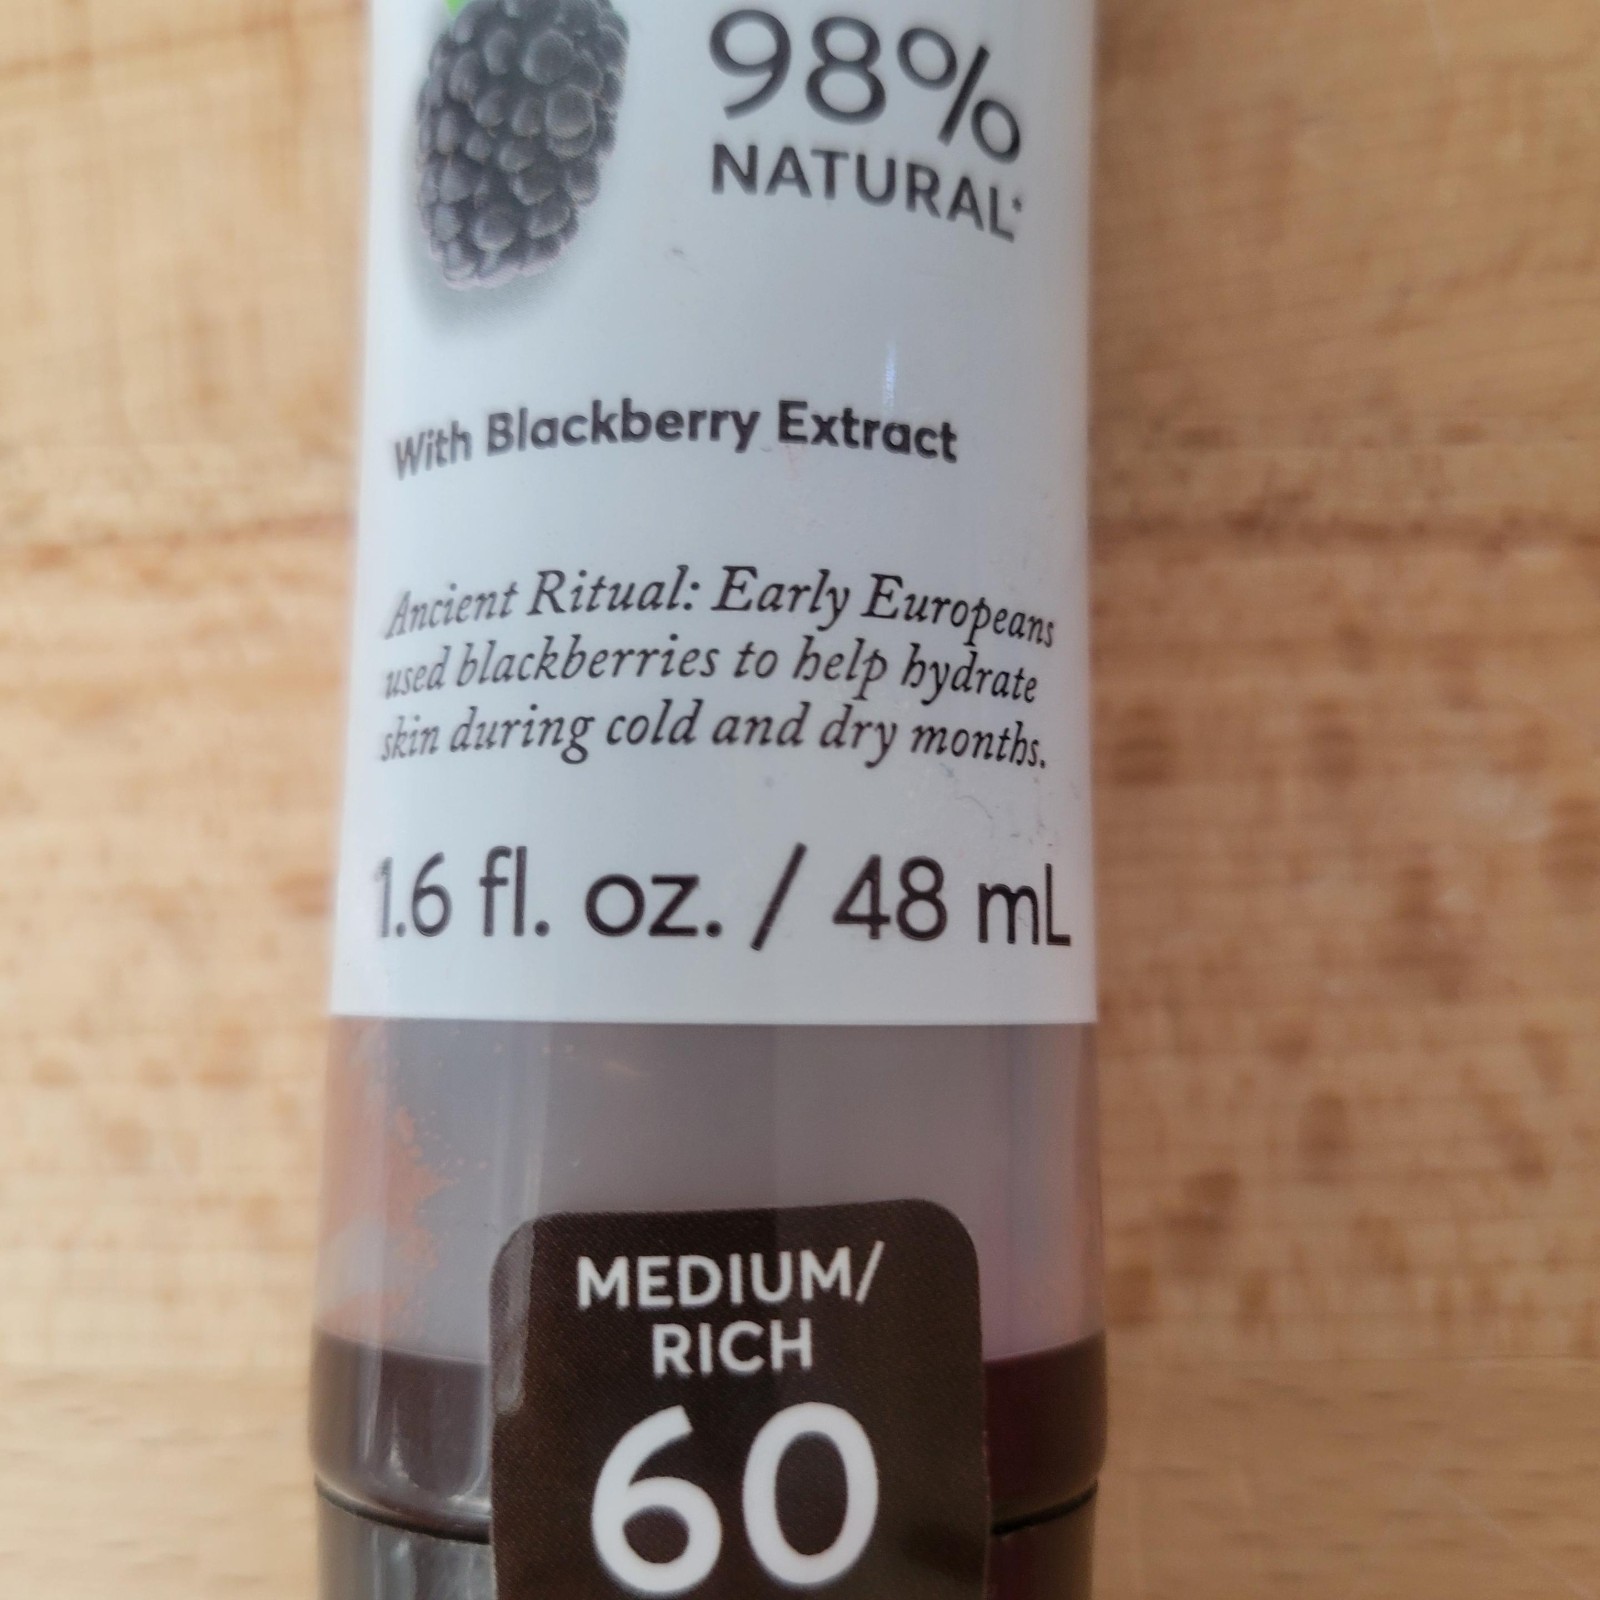 98%
NATURAL*
With Blackberry Extract
Ancient Ritual: Early Europeans
used blackberries to help hydrate
skin during cold and dry months.
1.6 fl. oz. / 48 mL
MEDIUM/
RICH
60